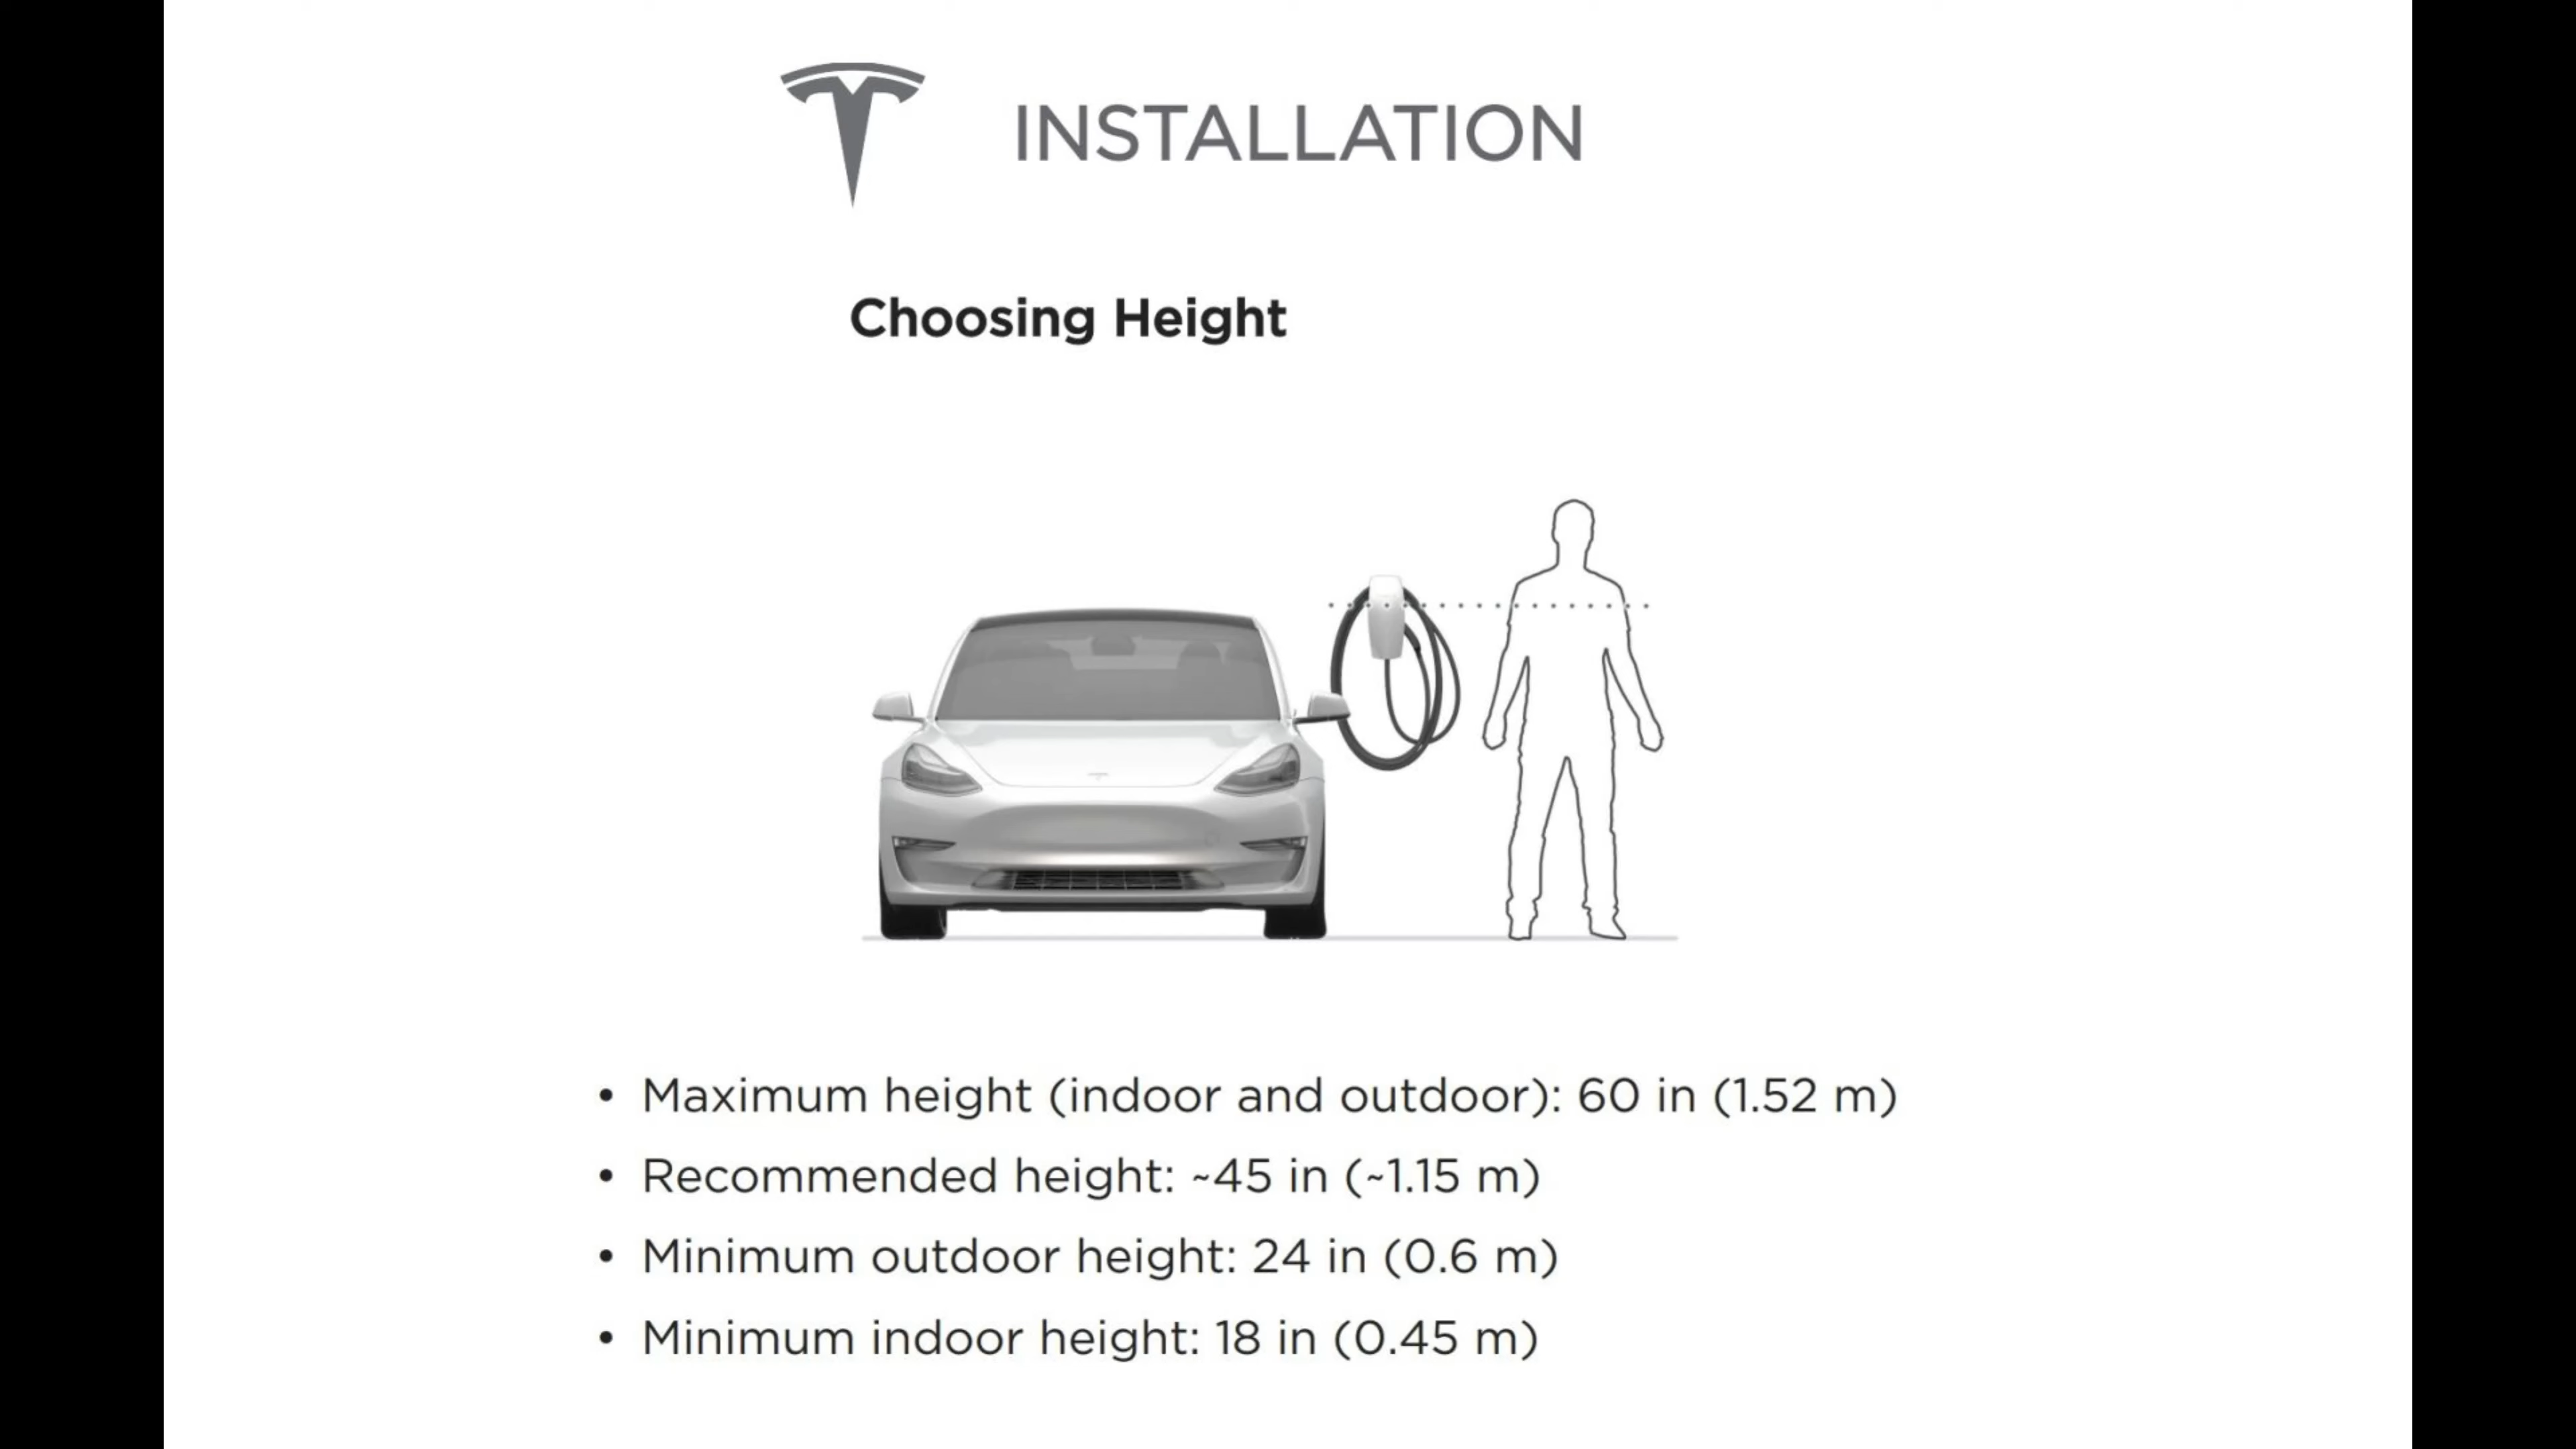 INSTALLATION
Choosing Height
• Maximum height (indoor and outdoor): 60 in (1.52 m)
• Recommended height: ~45 in (~1.15 m)
• Minimum outdoor height: 24 in (0.6 m)
• Minimum indoor height: 18 in (0.45 m)